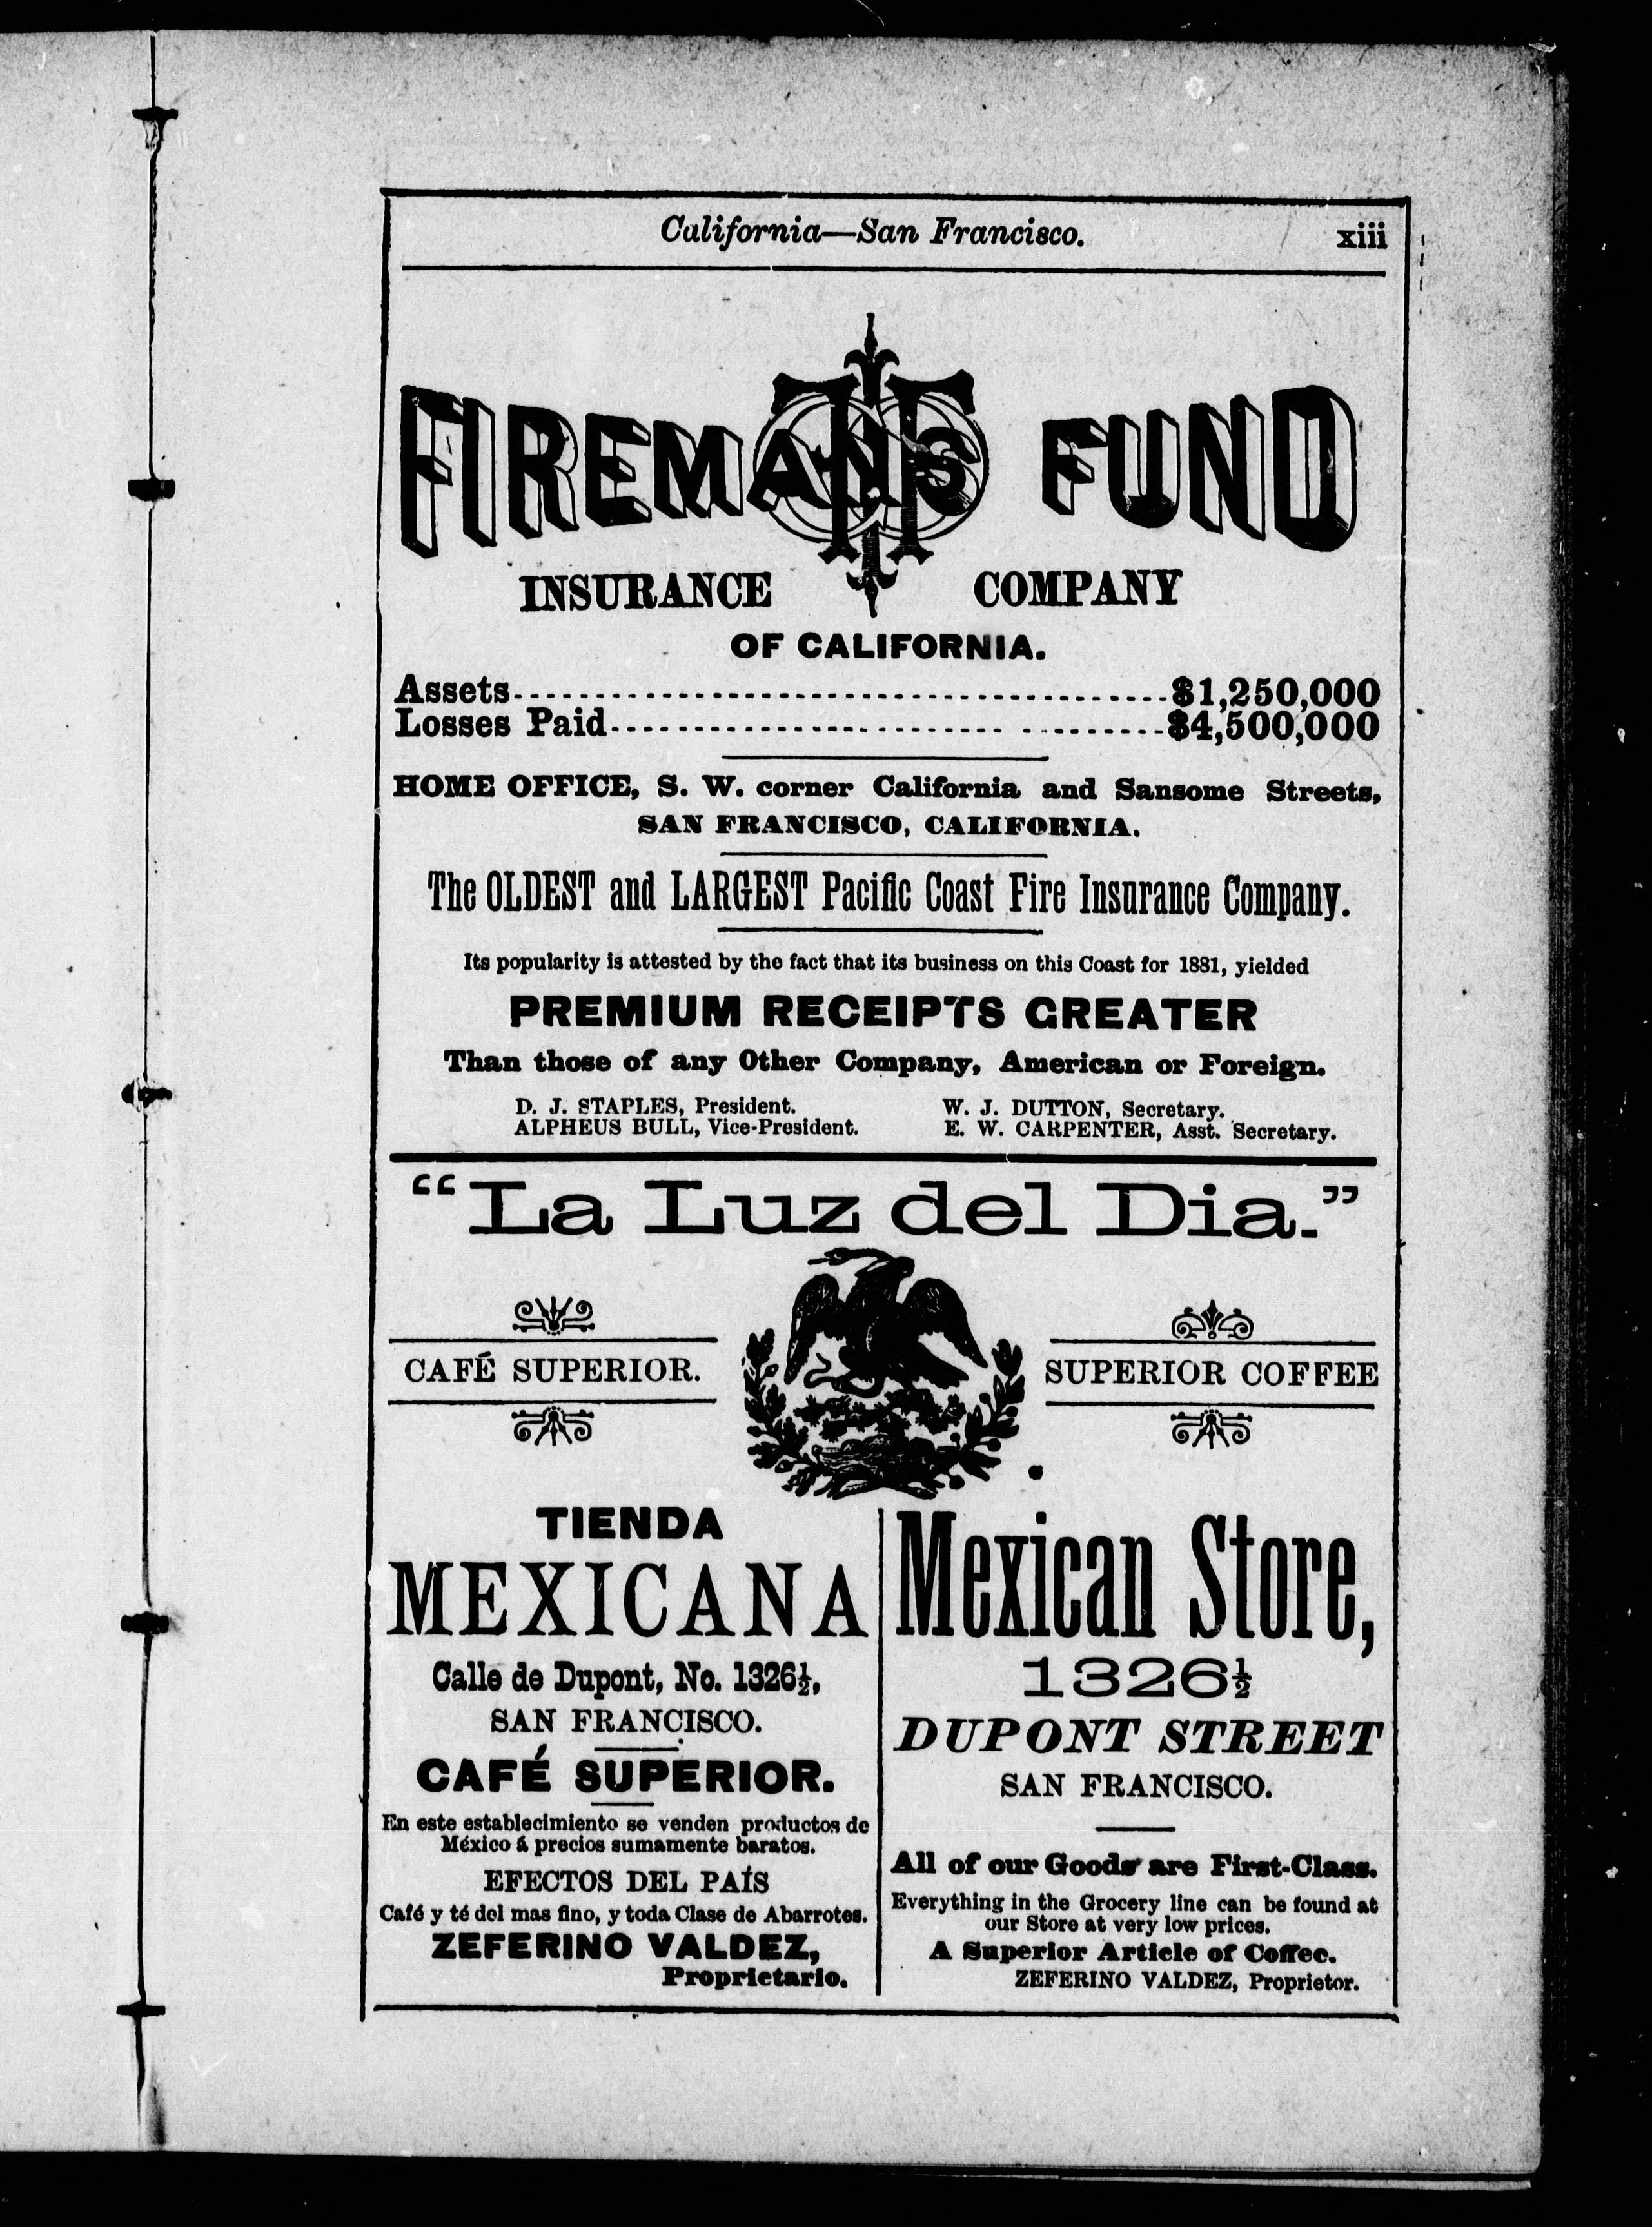 California—San Francisco. xiii
FIREMAN'S FUND
INSURANCE COMPANY
OF CALIFORNIA.
Assets $1,250,000
Losses Paid $4,500,000
HOME OFFICE, S. W. corner California and Sansome Streets,
SAN FRANCISCO, CALIFORNIA.
The OLDEST and LARGEST Pacific Coast Fire Insurance Company.
Its popularity is attested by the fact that its business on this Coast for 1881, yielded
PREMIUM RECEIPTS GREATER
Than those of any Other Company, American or Foreign.
D. J. STAPLES, President. W. J. DUTTON, Secretary.
ALPHEUS BULL, Vice-President. E. W. CARPENTER, Asst. Secretary.
"La Luz del Dia."
CAFÉ SUPERIOR. SUPERIOR COFFEE
TIENDA
MEXICANA
Calle de Dupont, No. 1326½,
SAN FRANCISCO.
CAFÉ SUPERIOR.
En este establecimiento se venden productos de
México á precios sumamente baratos.
EFECTOS DEL PAÍS
Café y té del mas fino, y toda Clase de Abarrotes.
ZEFERINO VALDEZ,
Proprietario.
Mexican Store,
1326½
DUPONT STREET
SAN FRANCISCO.
All of our Goods are First-Class.
Everything in the Grocery line can be found at
our Store at very low prices.
A Superior Article of Coffee.
ZEFERINO VALDEZ, Proprietor.